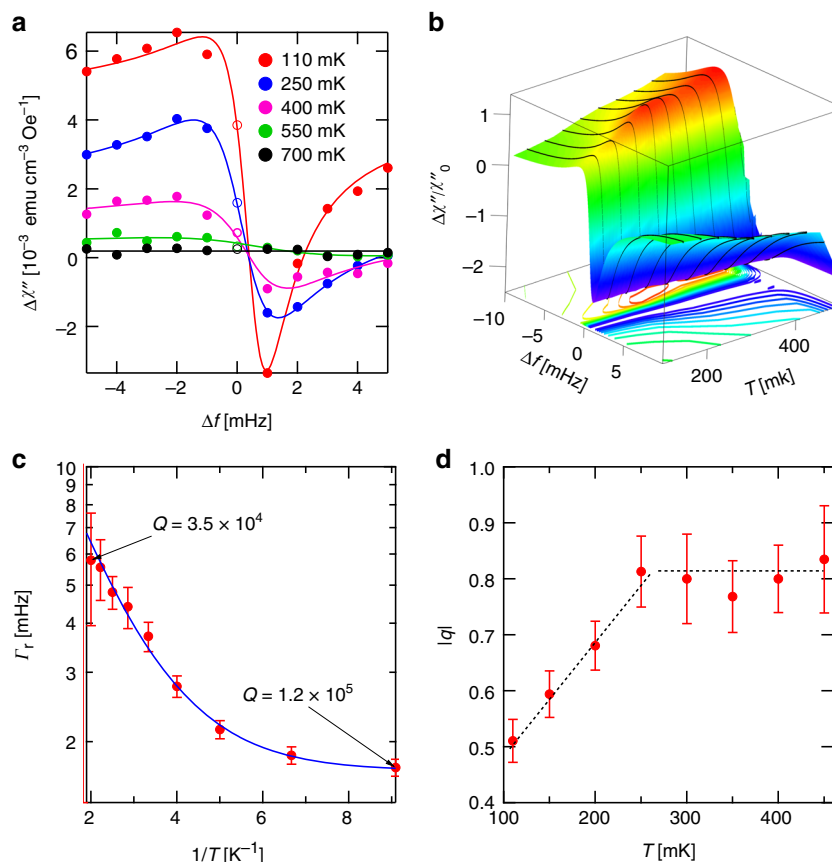 a
Δχ″ [10⁻³ emu cm⁻³ Oe⁻¹]
6
4
2
0
−2
110 mK
250 mK
400 mK
550 mK
700 mK
−4
−2
0
2
4
Δf [mHz]
b
Δχ″/χ″₀
1
0
−1
−2
−10
−5
0
5
Δf [mHz]
200
400
T [mk]
c
Γr [mHz]
10
9
8
7
6
5
4
3
2
Q = 3.5 × 10⁴
Q = 1.2 × 10⁵
2
4
6
8
1/T [K⁻¹]
d
|q|
1.0
0.9
0.8
0.7
0.6
0.5
0.4
100
200
300
400
T [mK]